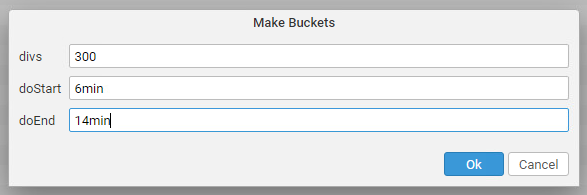 Make Buckets
divs 300
doStart 6min
doEnd 14min
Ok Cancel